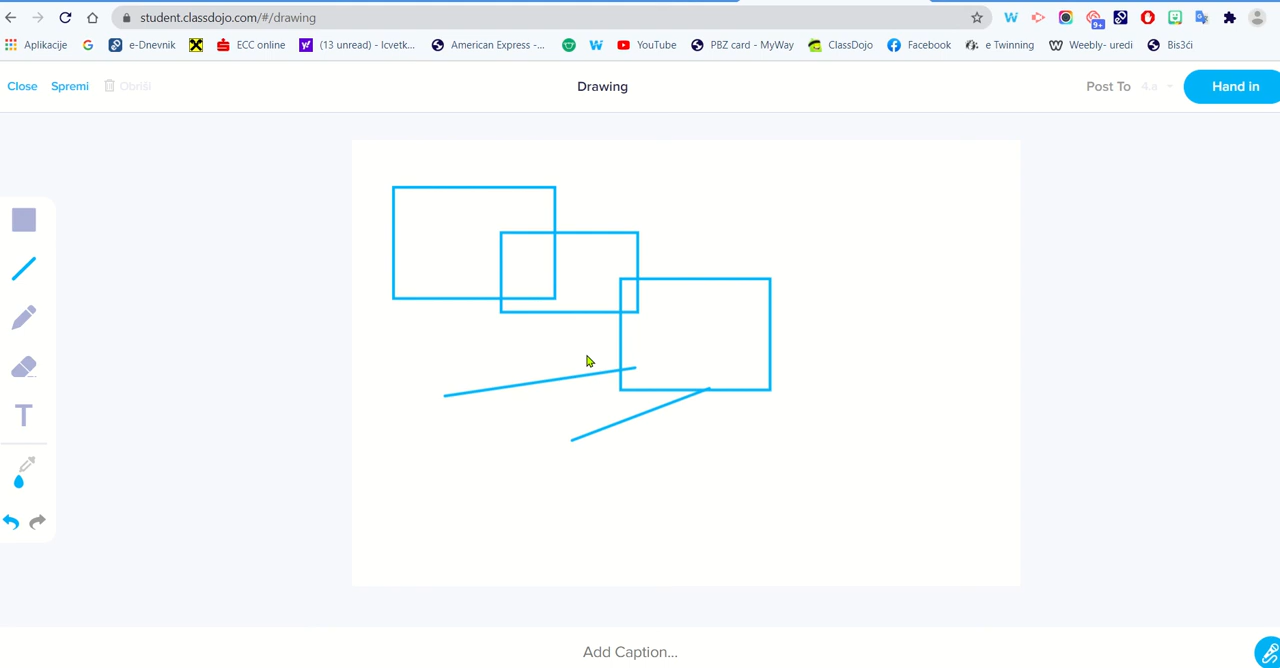 student.classdojo.com/#/drawing
9+
Aplikacije e-Dnevnik ECC online (13 unread) - lcvetk... American Express -... YouTube PBZ card - MyWay ClassDojo Facebook e Twinning Weebly- uredi Bis3ći
Close Spremi Obriši Drawing Post To 4.a Hand in
T
Add Caption...